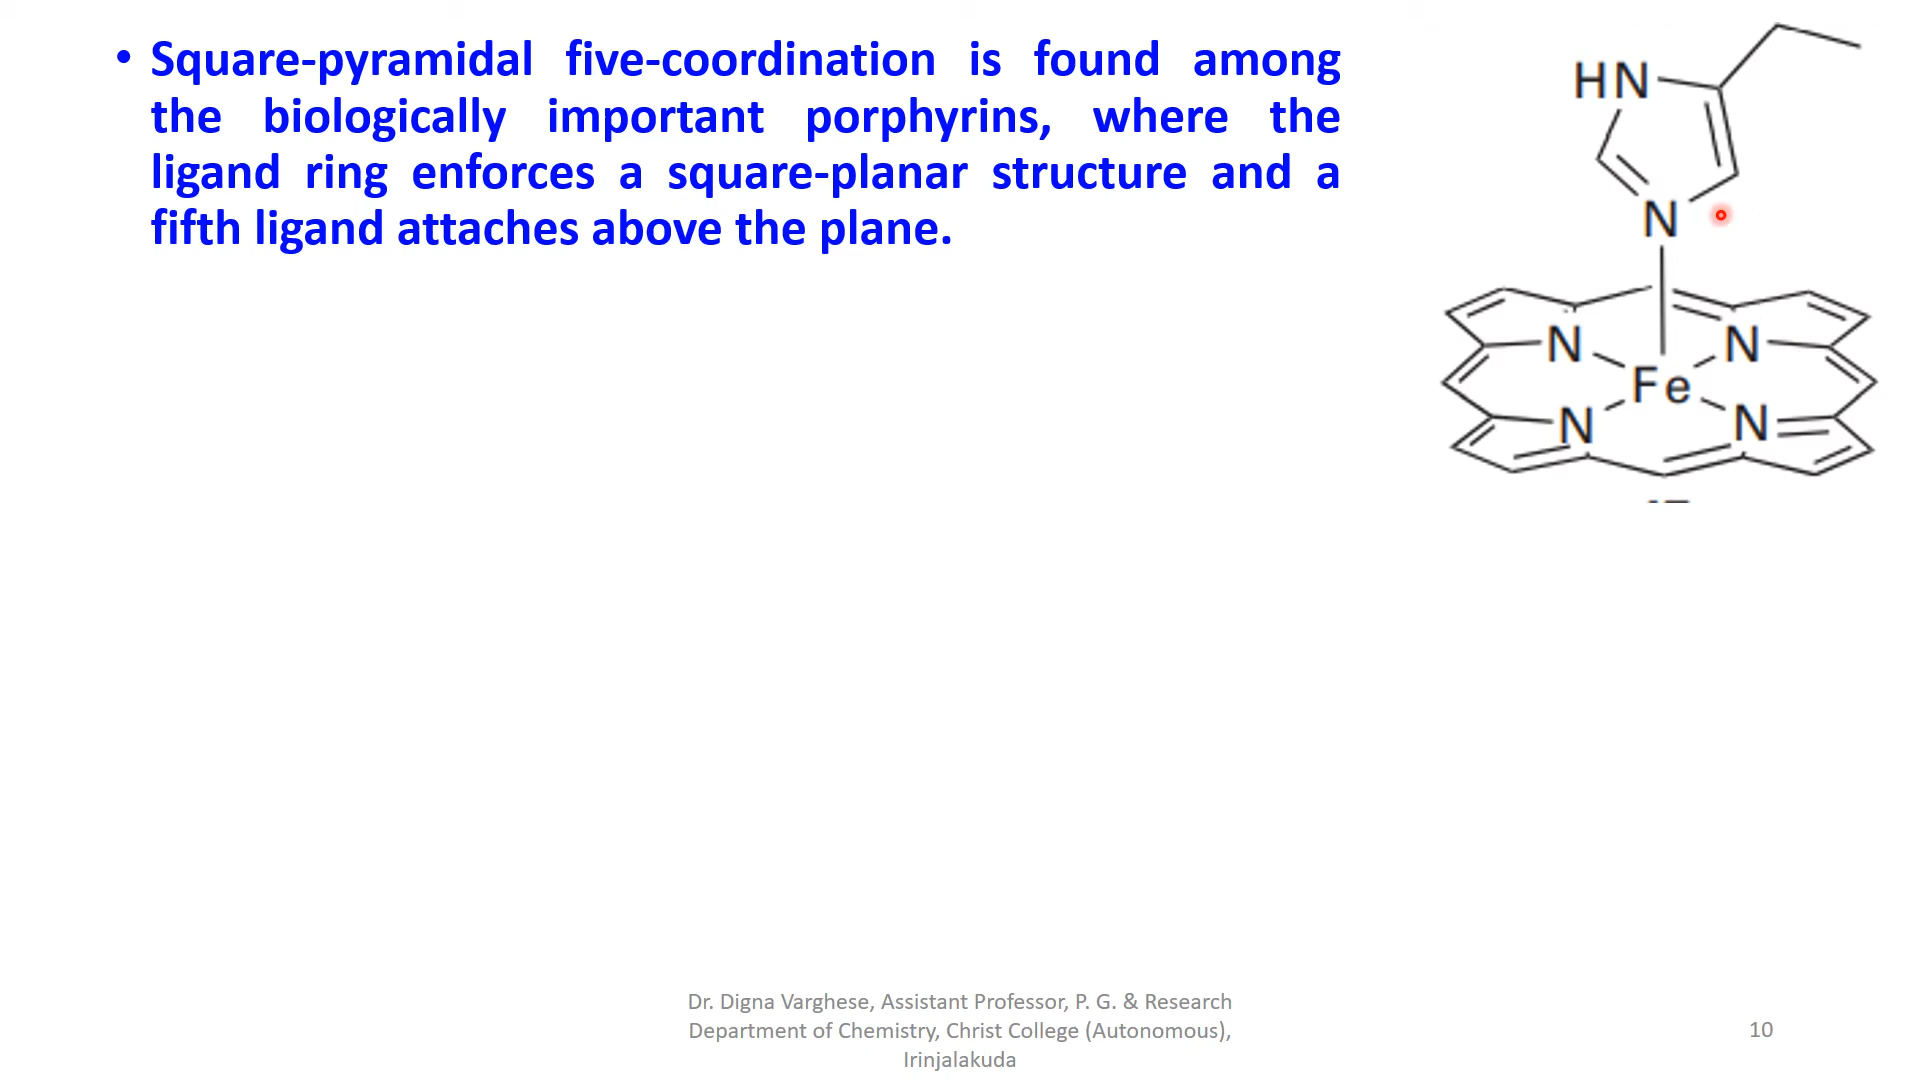 • Square-pyramidal five-coordination is found among
the biologically important porphyrins, where the
ligand ring enforces a square-planar structure and a
fifth ligand attaches above the plane.
HN
N
N N
Fe
N N
Dr. Digna Varghese, Assistant Professor, P. G. & Research
Department of Chemistry, Christ College (Autonomous),
Irinjalakuda
10